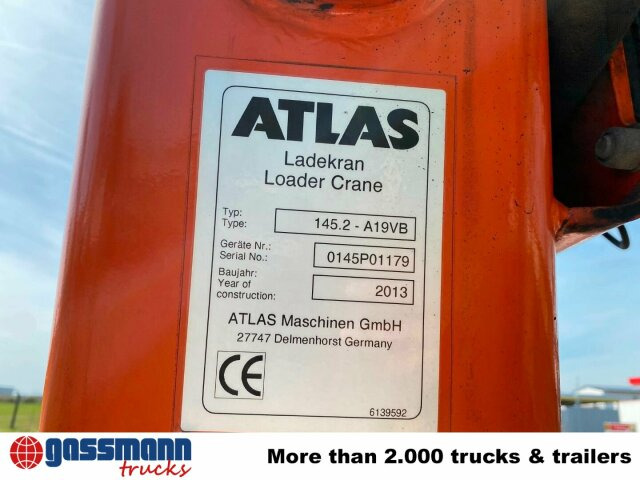 ATLAS
Ladekran
Loader Crane
Typ:
Type:
145.2 - A19VB
Geräte Nr.:
Serial No.:
0145P01179
Baujahr:
Year of
construction:
2013
ATLAS Maschinen GmbH
27747 Delmenhorst Germany
CE
6139592
gassmann
trucks
More than 2.000 trucks & trailers